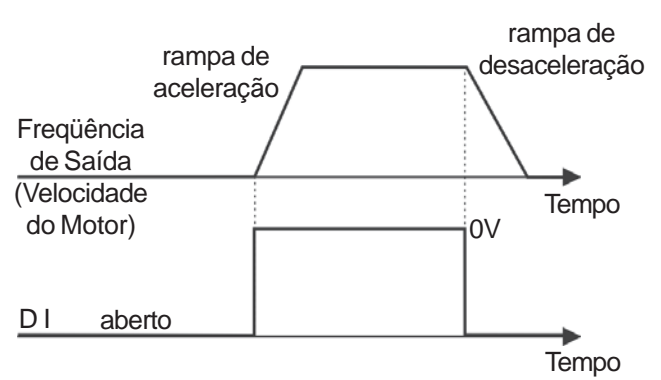 rampa de
aceleração
rampa de
desaceleração
Freqüência
de Saída
(Velocidade
do Motor)
Tempo
0V
D I aberto
Tempo